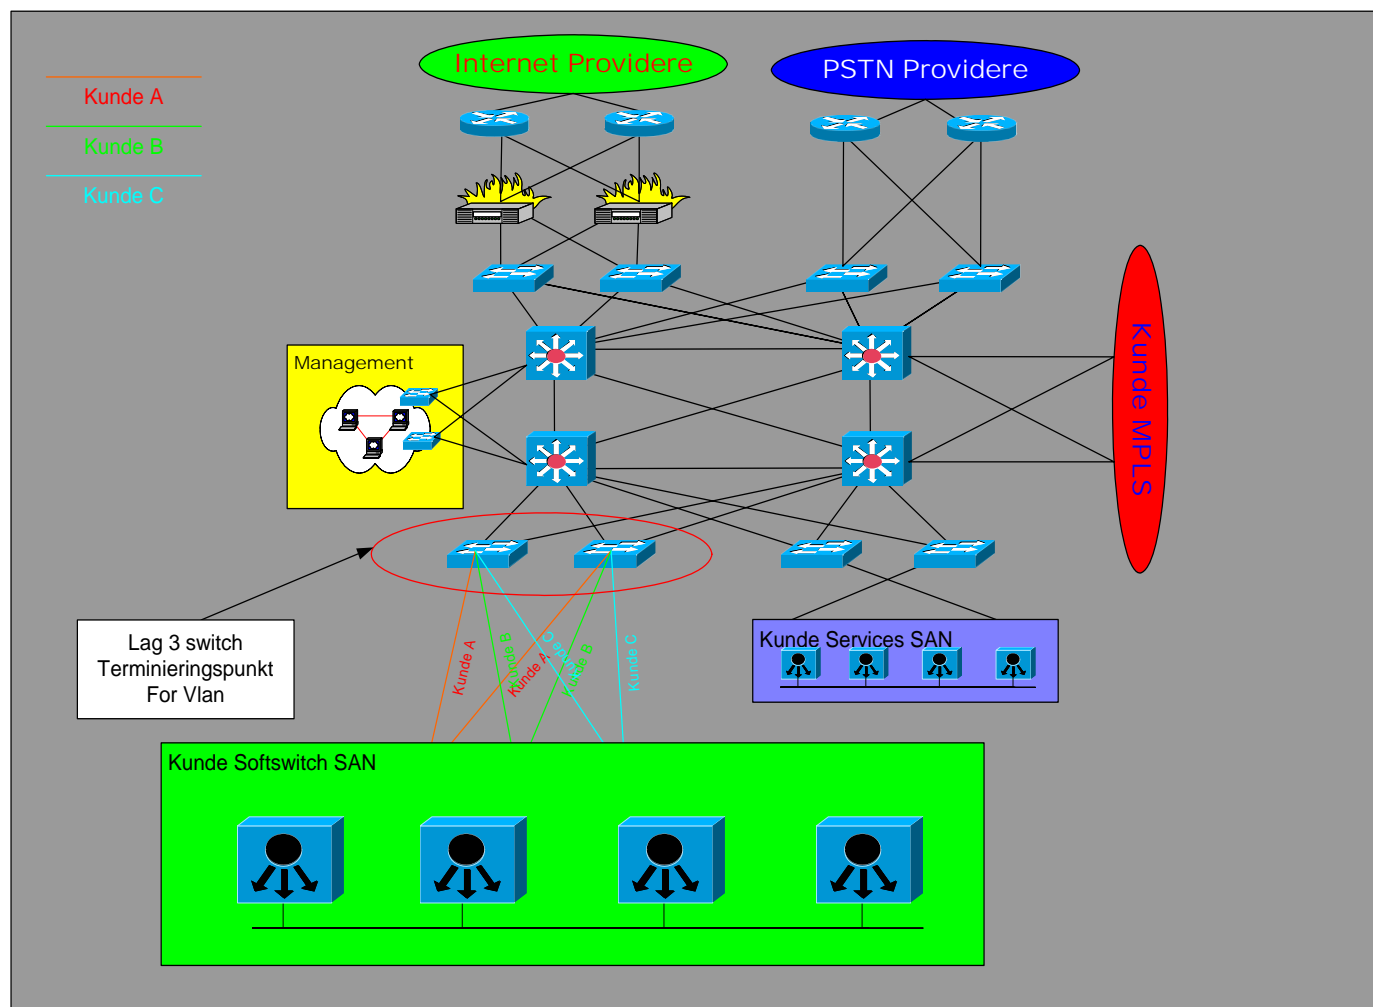 Internet Providere
PSTN Providere
Kunde A
Kunde B
Kunde C
Kunde MPLS
Management
Lag 3 switch
Terminieringspunkt
For Vlan
Kunde A
Kunde B
Kunde A
Kunde C
Kunde B
Kunde C
Kunde Services SAN
Kunde Softswitch SAN